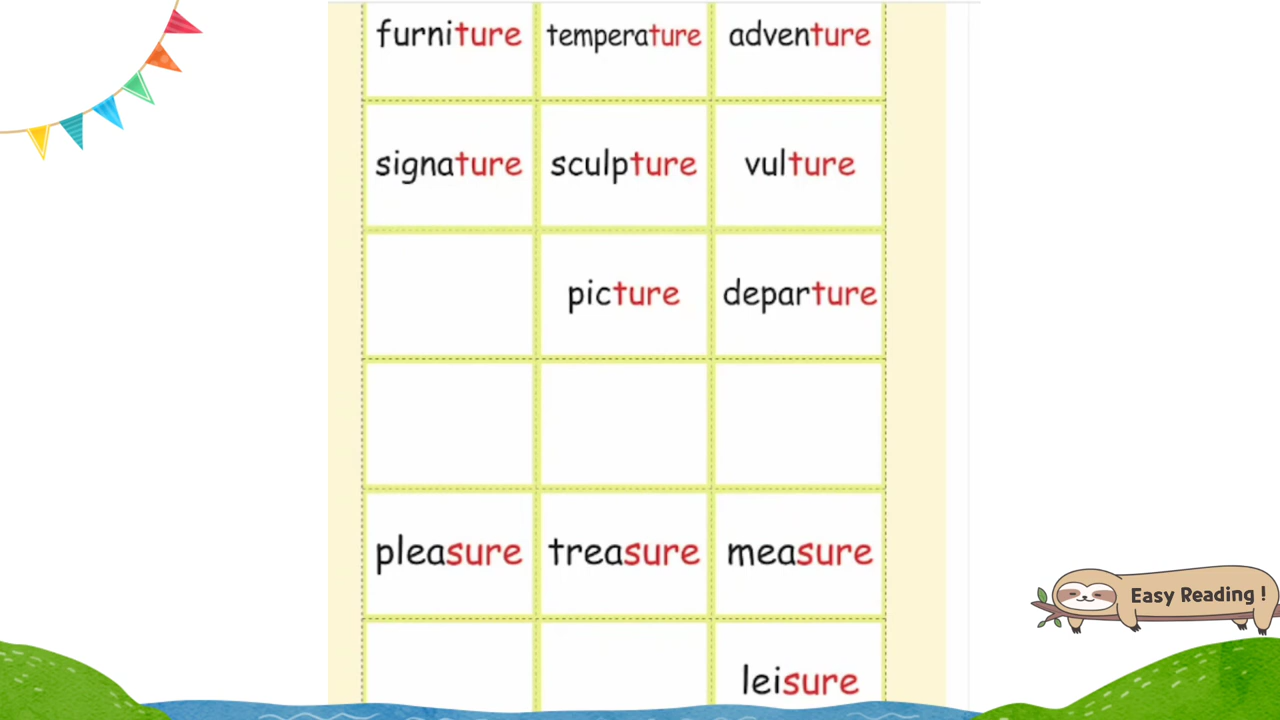 furniture temperature adventure
signature sculpture vulture
picture departure
pleasure treasure measure
Easy Reading !
leisure